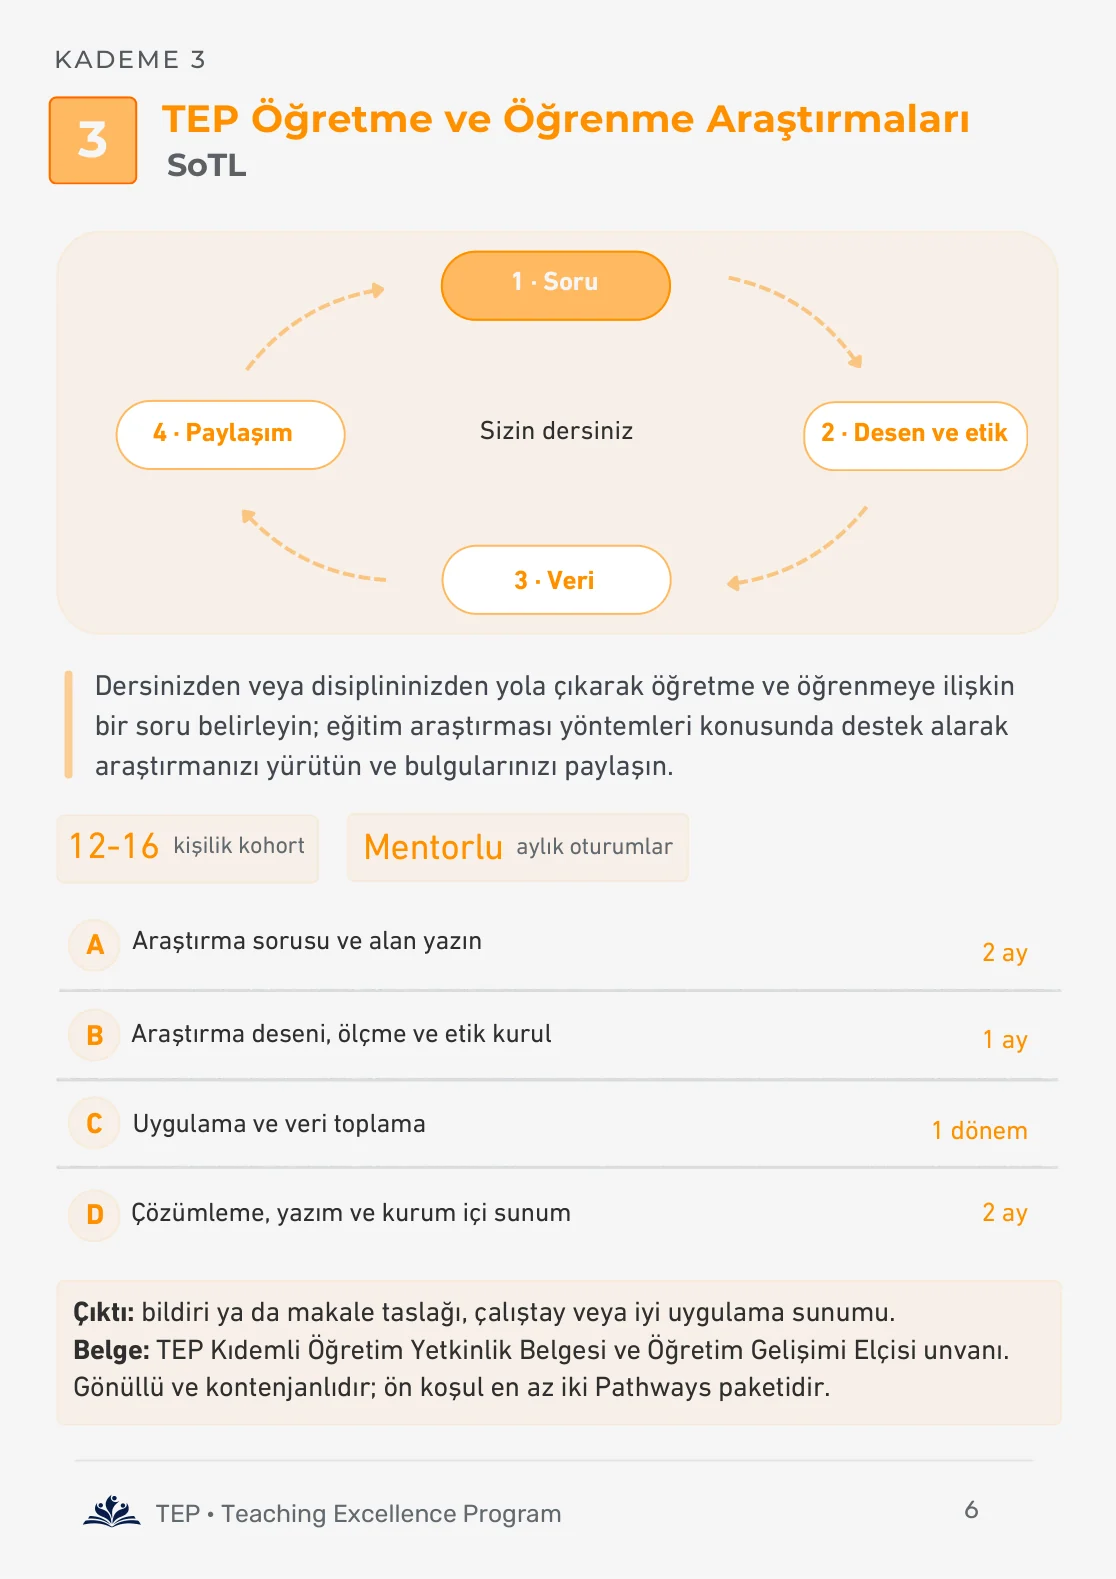 KADEME 3
3
TEP Öğretme ve Öğrenme Araştırmaları
SoTL
1 · Soru
4 · Paylaşım
Sizin dersiniz
2 · Desen ve etik
3 · Veri
Dersinizden veya disiplininizden yola çıkarak öğretme ve öğrenmeye ilişkin
bir soru belirleyin; eğitim araştırması yöntemleri konusunda destek alarak
araştırmanızı yürütün ve bulgularınızı paylaşın.
12-16 kişilik kohort
Mentorlu aylık oturumlar
A Araştırma sorusu ve alan yazın 2 ay
B Araştırma deseni, ölçme ve etik kurul 1 ay
C Uygulama ve veri toplama 1 dönem
D Çözümleme, yazım ve kurum içi sunum 2 ay
Çıktı: bildiri ya da makale taslağı, çalıştay veya iyi uygulama sunumu.
Belge: TEP Kıdemli Öğretim Yetkinlik Belgesi ve Öğretim Gelişimi Elçisi unvanı.
Gönüllü ve kontenjanlıdır; ön koşul en az iki Pathways paketidir.
TEP • Teaching Excellence Program
6